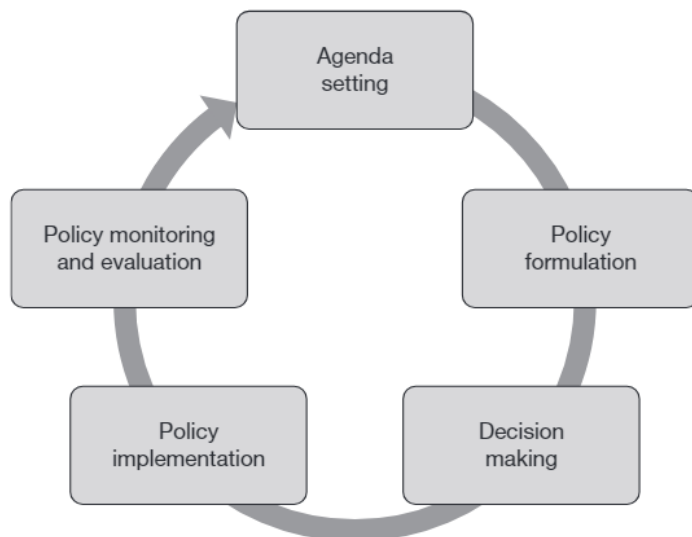 Agenda
setting
Policy
formulation
Decision
making
Policy
implementation
Policy monitoring
and evaluation